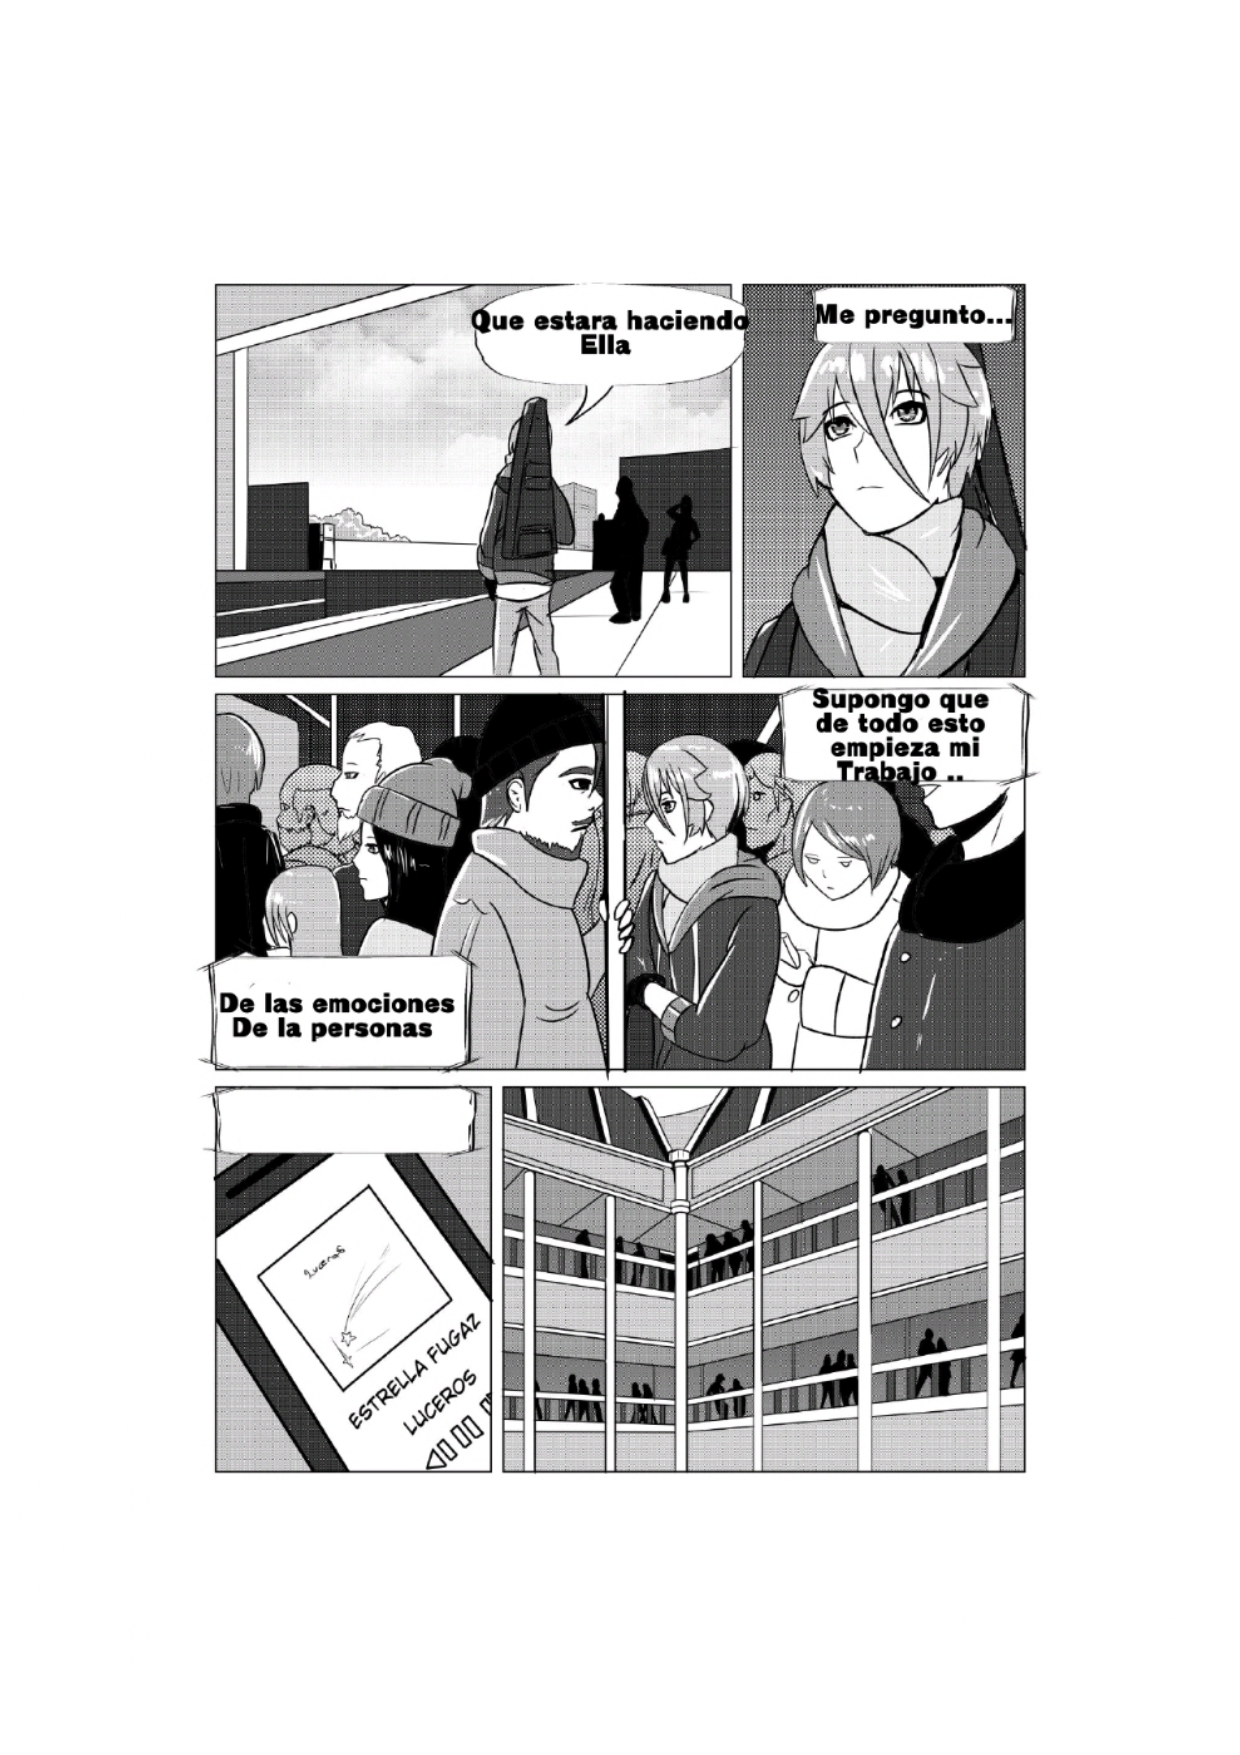 Que estara haciendo
Ella
Me pregunto...
Supongo que
de todo esto
empieza mi
Trabajo ..
De las emociones
De la personas
Luceros
ESTRELLA FUGAZ
LUCEROS